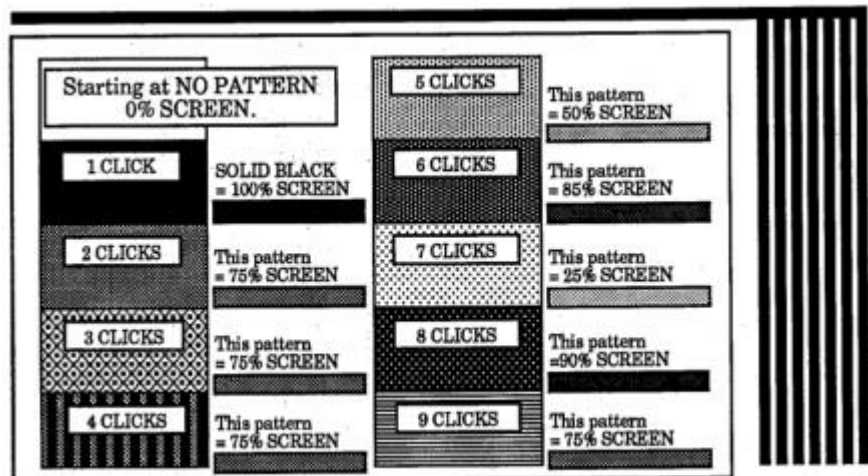 Starting at NO PATTERN
0% SCREEN.
1 CLICK
SOLID BLACK
= 100% SCREEN
2 CLICKS
This pattern
= 75% SCREEN
3 CLICKS
This pattern
= 75% SCREEN
4 CLICKS
This pattern
= 75% SCREEN
5 CLICKS
This pattern
= 50% SCREEN
6 CLICKS
This pattern
= 85% SCREEN
7 CLICKS
This pattern
= 25% SCREEN
8 CLICKS
This pattern
=90% SCREEN
9 CLICKS
This pattern
= 75% SCREEN